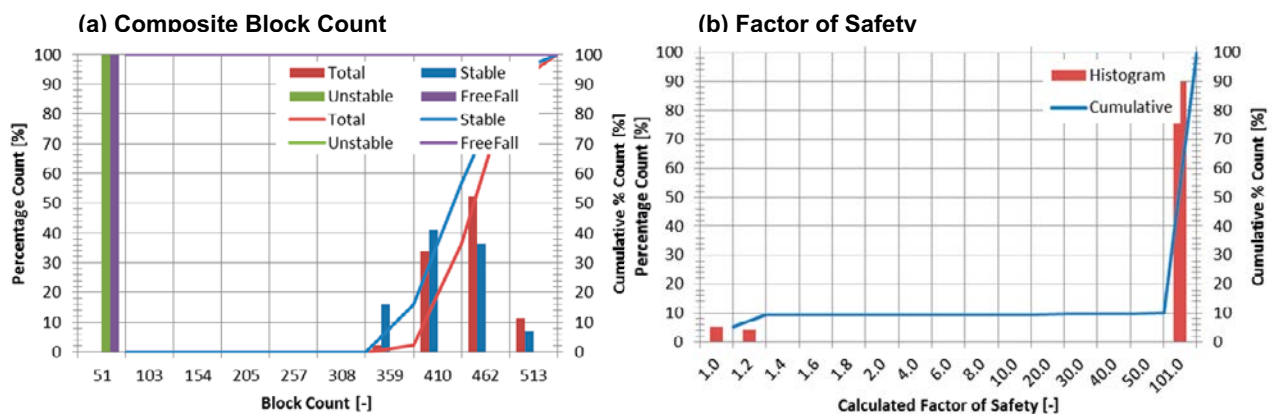 (a) Composite Block Count
100
90
80
70
60
50
40
30
20
10
0
Percentage Count [%]
Total
Stable
Unstable
FreeFall
Total
Stable
Unstable
FreeFall
100
90
80
70
60
50
40
30
20
10
0
Cumulative % Count [%]
51 103 154 205 257 308 359 410 462 513
Block Count [-]
(b) Factor of Safety
100
90
80
70
60
50
40
30
20
10
0
Percentage Count [%]
Histogram
Cumulative
100
90
80
70
60
50
40
30
20
10
0
Cumulative % Count [%]
1.0 1.2 1.4 1.6 1.8 2.0 4.0 6.0 8.0 10.0 20.0 30.0 40.0 50.0 101.0
Calculated Factor of Safety [-]